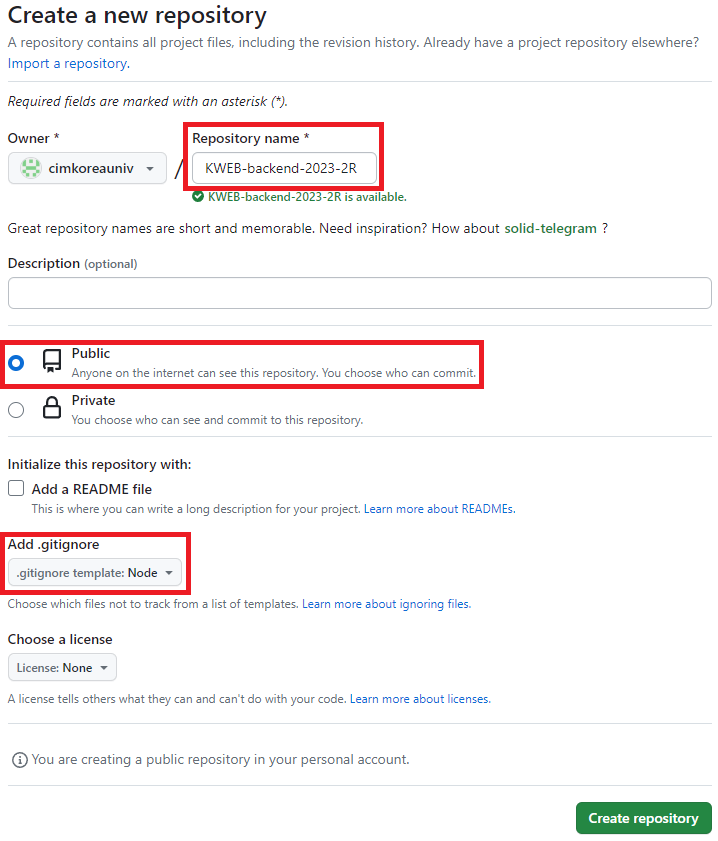 Create a new repository
A repository contains all project files, including the revision history. Already have a project repository elsewhere?
Import a repository.
Required fields are marked with an asterisk (*).
Owner * Repository name *
cimkoreauniv / KWEB-backend-2023-2R
KWEB-backend-2023-2R is available.
Great repository names are short and memorable. Need inspiration? How about solid-telegram ?
Description (optional)
Public
Anyone on the internet can see this repository. You choose who can commit.
Private
You choose who can see and commit to this repository.
Initialize this repository with:
Add a README file
This is where you can write a long description for your project. Learn more about READMEs.
Add .gitignore
.gitignore template: Node
Choose which files not to track from a list of templates. Learn more about ignoring files.
Choose a license
License: None
A license tells others what they can and can't do with your code. Learn more about licenses.
You are creating a public repository in your personal account.
Create repository